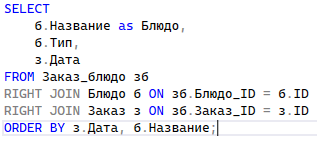 SELECT
б.Название as Блюдо,
б.Тип,
з.Дата
FROM Заказ_блюдо зб
RIGHT JOIN Блюдо б ON зб.Блюдо_ID = б.ID
RIGHT JOIN Заказ з ON зб.Заказ_ID = з.ID
ORDER BY з.Дата, б.Название;